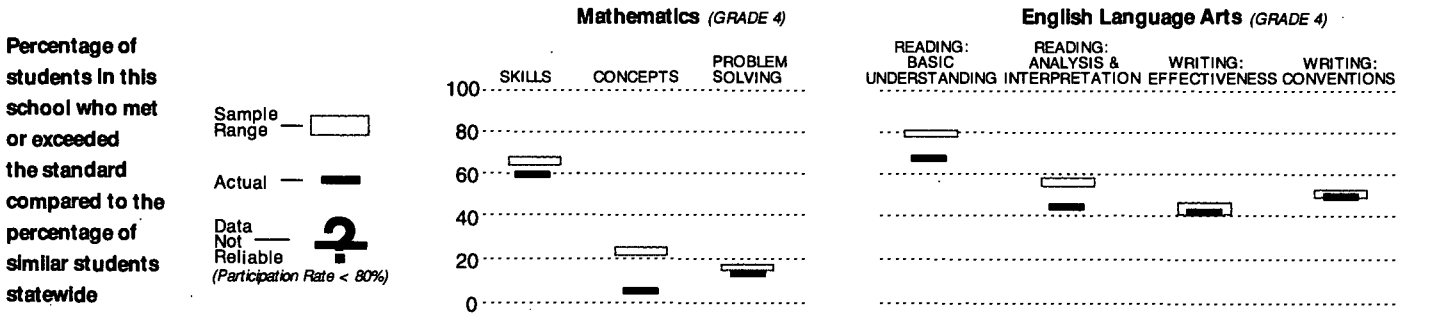 Mathematics (GRADE 4)
English Language Arts (GRADE 4)
Percentage of
students in this
school who met
or exceeded
the standard
compared to the
percentage of
similar students
statewide
Sample
Range
Actual
Data
Not
Reliable
?
(Participation Rate < 80%)
SKILLS
CONCEPTS
PROBLEM
SOLVING
READING:
BASIC
UNDERSTANDING
READING:
ANALYSIS &
INTERPRETATION
WRITING:
EFFECTIVENESS
WRITING:
CONVENTIONS
100
80
60
40
20
0